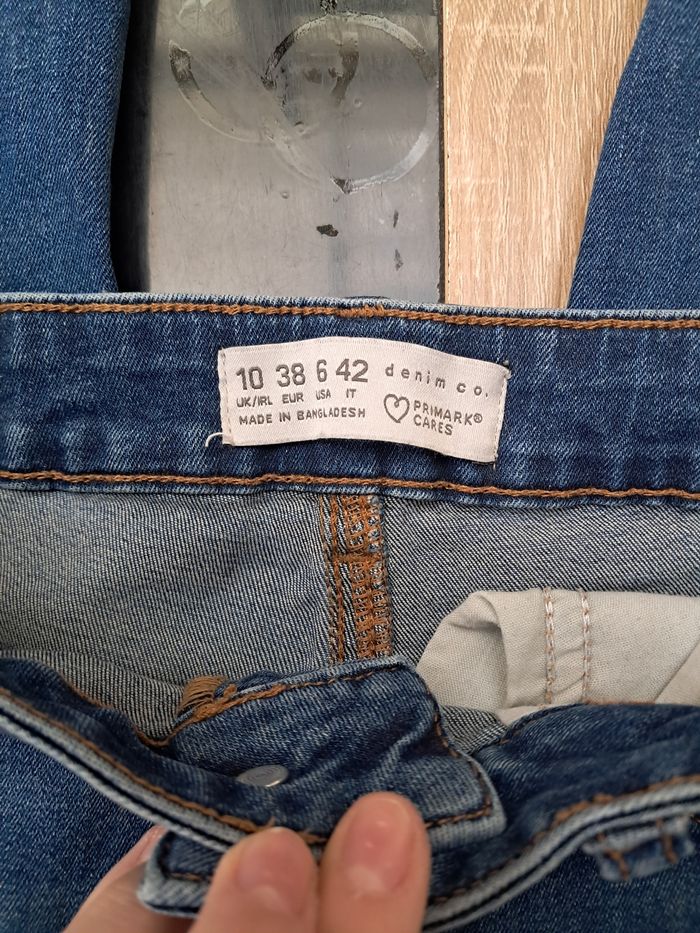 10 38 6 42
UK/IRL EUR USA IT
MADE IN BANGLADESH
denim co.
PRIMARK®
CARES